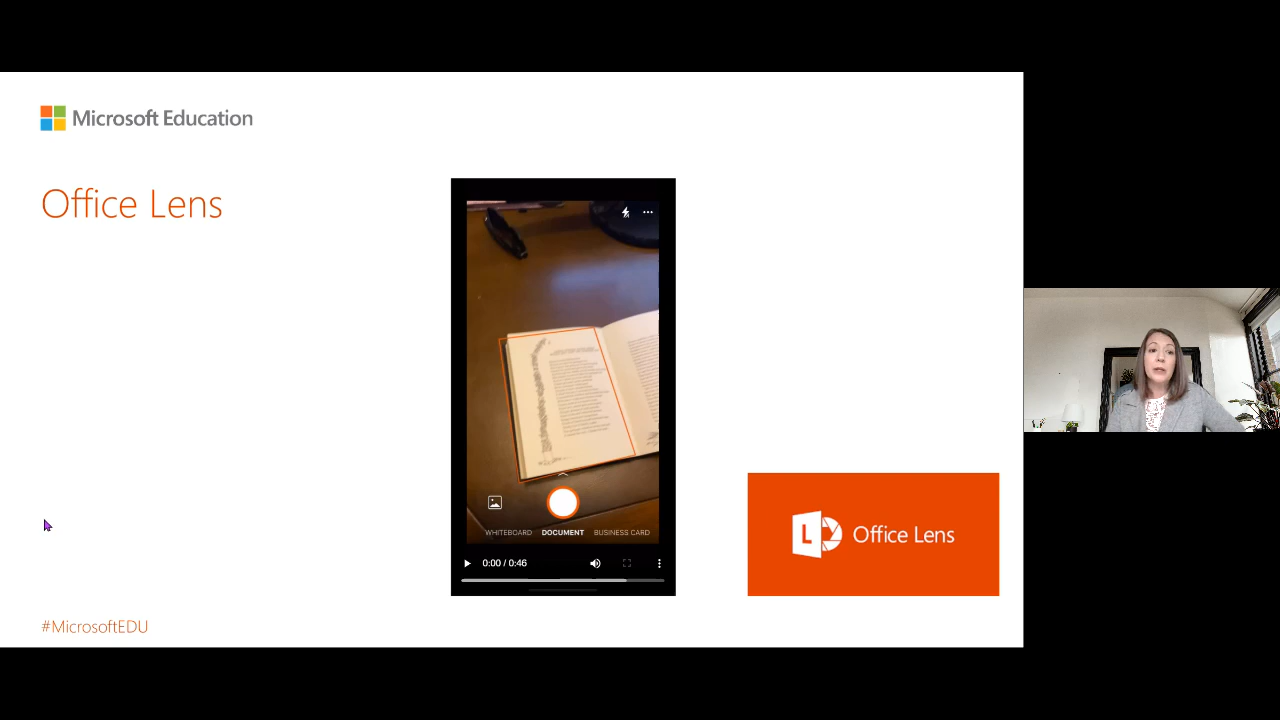 Microsoft Education
Office Lens
WHITEBOARD DOCUMENT BUSINESS CARD
0:00 / 0:46
L Office Lens
#MicrosoftEDU